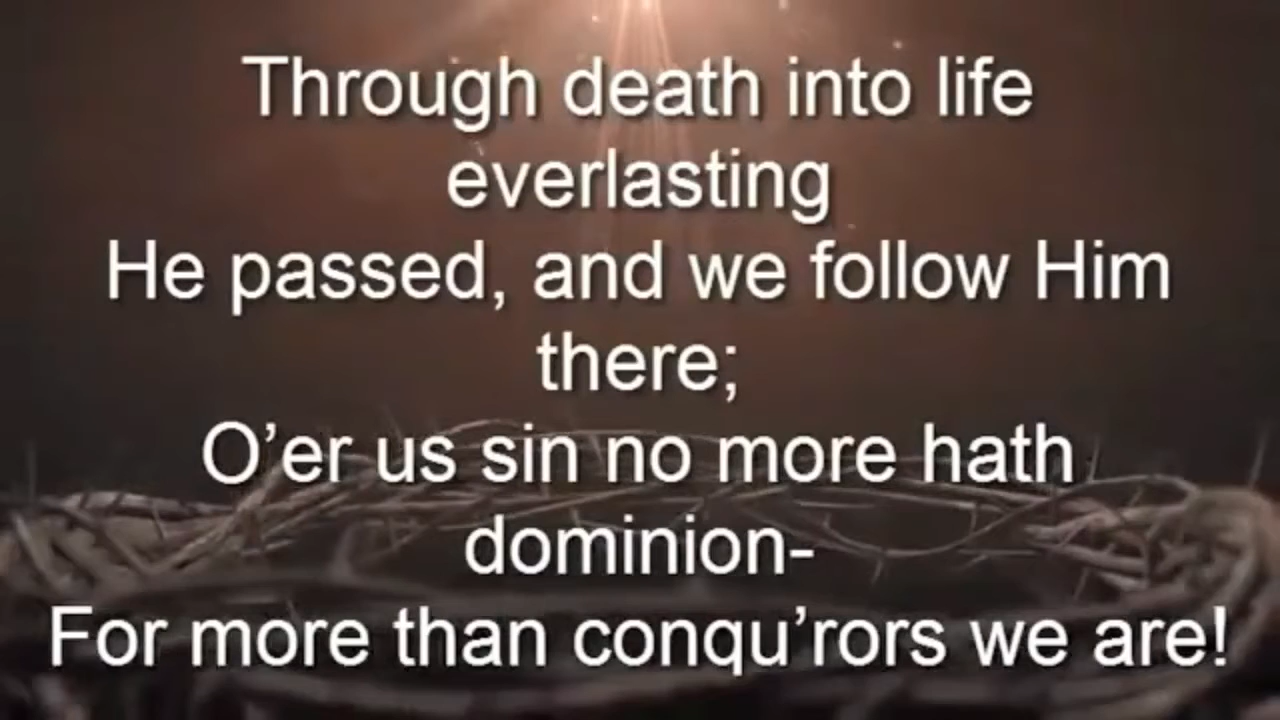 Through death into life
everlasting
He passed, and we follow Him
there;
O’er us sin no more hath
dominion-
For more than conqu’rors we are!